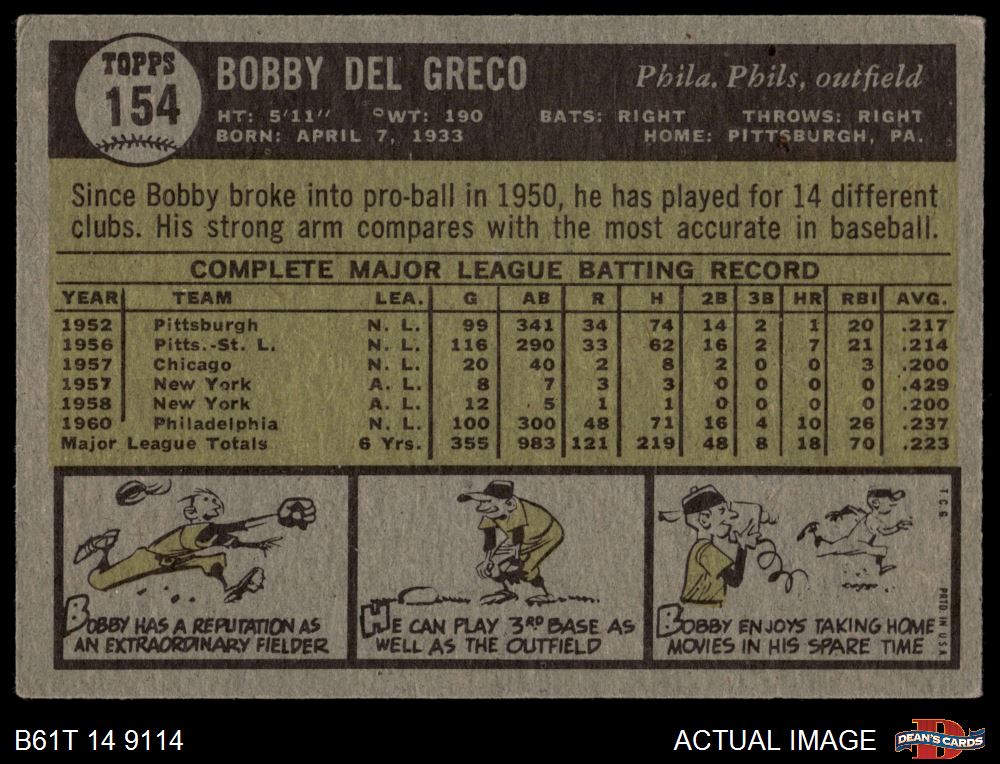 TOPPS
154
BOBBY DEL GRECO
Phila. Phils, outfield
HT: 5'11" WT: 190 BATS: RIGHT THROWS: RIGHT
BORN: APRIL 7, 1933 HOME: PITTSBURGH, PA.
Since Bobby broke into pro-ball in 1950, he has played for 14 different
clubs. His strong arm compares with the most accurate in baseball.
COMPLETE MAJOR LEAGUE BATTING RECORD
YEAR TEAM LEA. G AB R H 2B 3B HR RBI AVG.
1952 Pittsburgh N. L. 99 341 34 74 14 2 1 20 .217
1956 Pitts.-St. L. N. L. 116 290 33 62 16 2 7 21 .214
1957 Chicago N. L. 20 40 2 8 2 0 0 3 .200
1957 New York A. L. 8 7 3 3 0 0 0 0 .429
1958 New York A. L. 12 5 1 1 0 0 0 0 .200
1960 Philadelphia N. L. 100 300 48 71 16 4 10 26 .237
Major League Totals 6 Yrs. 355 983 121 219 48 8 18 70 .223
BOBBY HAS A REPUTATION AS
AN EXTRAORDINARY FIELDER
HE CAN PLAY 3RD BASE AS
WELL AS THE OUTFIELD
BOBBY ENJOYS TAKING HOME
MOVIES IN HIS SPARE TIME
T.C.G.
PRTD. IN U.S.A.
B61T 14 9114
ACTUAL IMAGE
DEAN'S CARDS